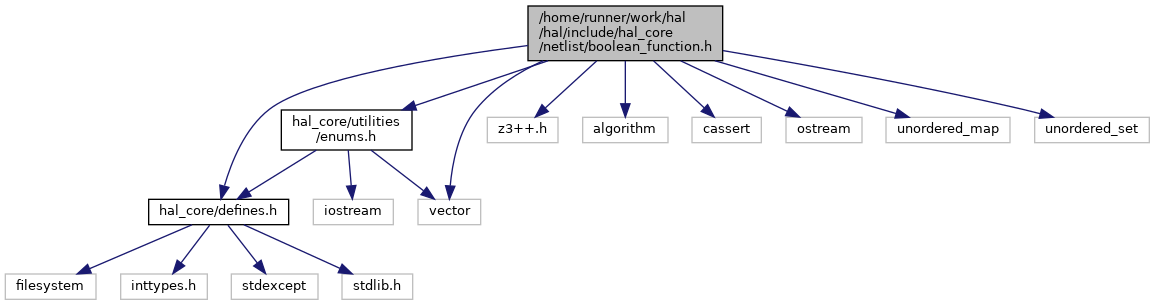 /home/runner/work/hal
/hal/include/hal_core
/netlist/boolean_function.h
hal_core/utilities
/enums.h
z3++.h
algorithm
cassert
ostream
unordered_map
unordered_set
hal_core/defines.h
iostream
vector
filesystem
inttypes.h
stdexcept
stdlib.h